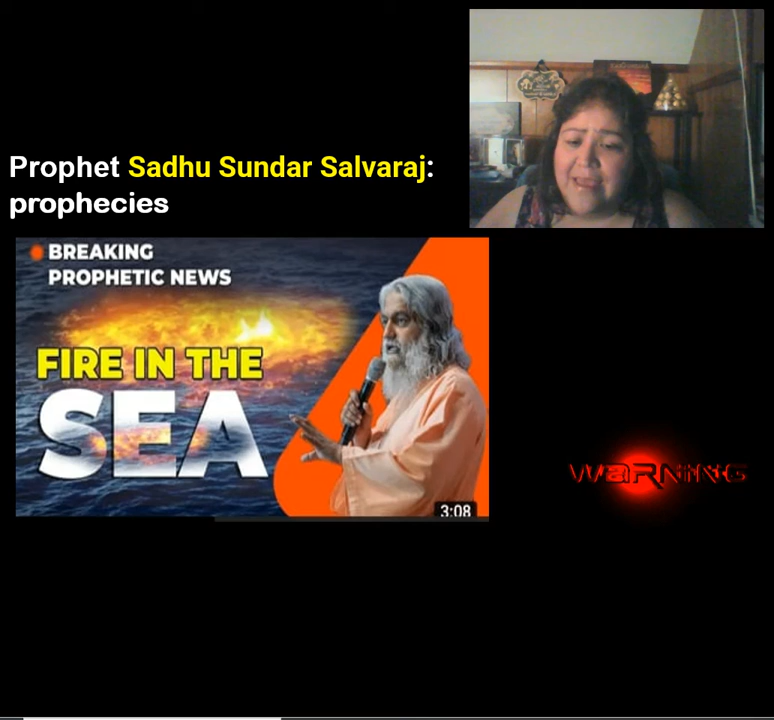 Prophet Sadhu Sundar Salvaraj:
prophecies
BREAKING
PROPHETIC NEWS
FIRE IN THE
SEA
3:08
WARNING